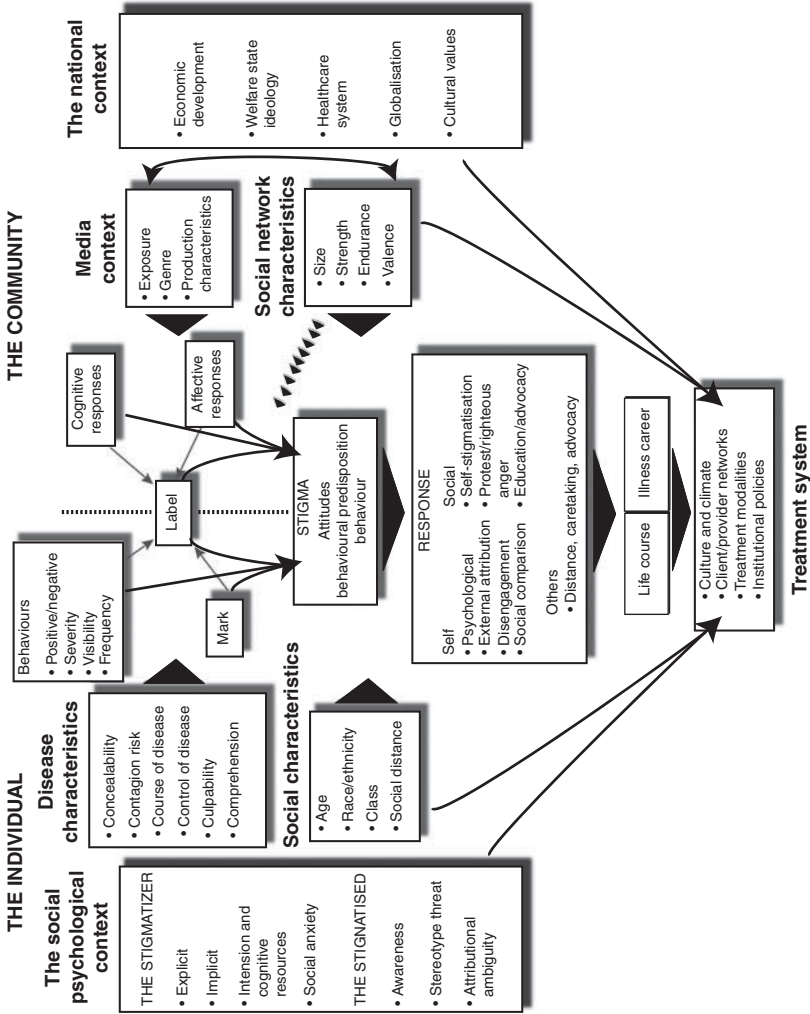 THE INDIVIDUAL
THE COMMUNITY
The social
psychological
context
THE STIGMATIZER
• Explicit
• Implicit
• Intension and
cognitive
resources
• Social anxiety
THE STIGNATISED
• Awareness
• Stereotype threat
• Attributional
ambiguity
Disease
characteristics
• Concealability
• Contagion risk
• Course of disease
• Control of disease
• Culpability
• Comprehension
Social characteristics
• Age
• Race/ethnicity
• Class
• Social distance
Behaviours
• Positive/negative
• Severity
• Visibility
• Frequency
Mark
Label
Cognitive
responses
Affective
responses
STIGMA
Attitudes
behavioural predisposition
behaviour
RESPONSE
Self
• Psychological
• External attribution
• Disengagement
• Social comparison
Social
• Self-stigmatisation
• Protest/righteous
anger
• Education/advocacy
Others
• Distance, caretaking, advocacy
Life course
Illness career
• Culture and climate
• Client/provider networks
• Treatment modalities
• Institutional policies
Treatment system
Media
context
• Exposure
• Genre
• Production
characteristics
Social network
characteristics
• Size
• Strength
• Endurance
• Valence
The national
context
• Economic
development
• Welfare state
ideology
• Healthcare
system
• Globalisation
• Cultural values